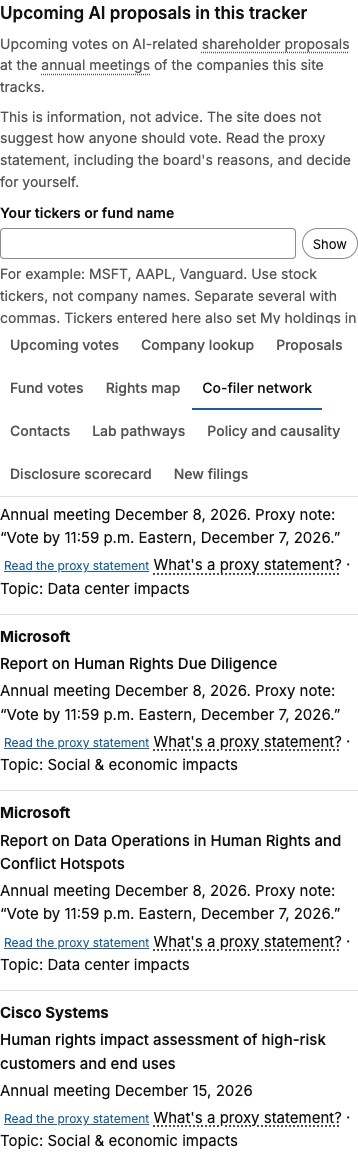 Upcoming AI proposals in this tracker
Upcoming votes on AI-related shareholder proposals
at the annual meetings of the companies this site
tracks.
This is information, not advice. The site does not
suggest how anyone should vote. Read the proxy
statement, including the board's reasons, and decide
for yourself.
Your tickers or fund name
Show
For example: MSFT, AAPL, Vanguard. Use stock
tickers, not company names. Separate several with
commas. Tickers entered here also set My holdings in
Upcoming votes Company lookup Proposals
Fund votes Rights map Co-filer network
Contacts Lab pathways Policy and causality
Disclosure scorecard New filings
Annual meeting December 8, 2026. Proxy note:
“Vote by 11:59 p.m. Eastern, December 7, 2026.”
Read the proxy statement What's a proxy statement? ·
Topic: Data center impacts
Microsoft
Report on Human Rights Due Diligence
Annual meeting December 8, 2026. Proxy note:
“Vote by 11:59 p.m. Eastern, December 7, 2026.”
Read the proxy statement What's a proxy statement? ·
Topic: Social & economic impacts
Microsoft
Report on Data Operations in Human Rights and
Conflict Hotspots
Annual meeting December 8, 2026. Proxy note:
“Vote by 11:59 p.m. Eastern, December 7, 2026.”
Read the proxy statement What's a proxy statement? ·
Topic: Data center impacts
Cisco Systems
Human rights impact assessment of high-risk
customers and end uses
Annual meeting December 15, 2026
Read the proxy statement What's a proxy statement? ·
Topic: Social & economic impacts